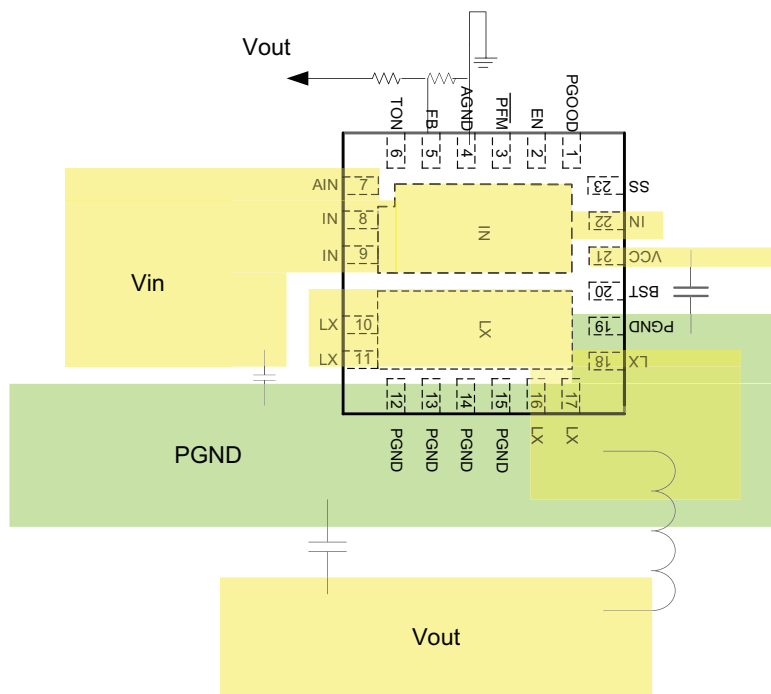 Vout
TON
FB
AGND
PFM
EN
PGOOD
6
5
4
3
2
1
AIN 7
23 SS
IN 8
22 IN
IN 9
21 VCC
IN
Vin
20 BST
LX 10
19 PGND
LX
LX 11
18 LX
12
13
14
15
16
17
PGND
PGND
PGND
PGND
LX
LX
PGND
Vout